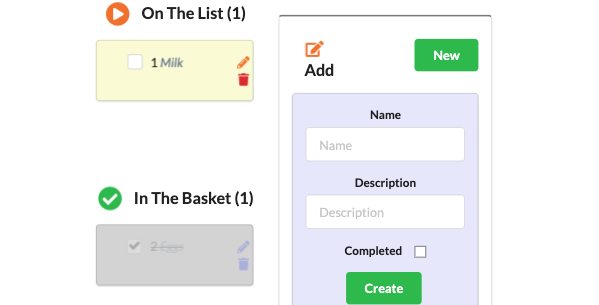 On The List (1)
1 Milk
In The Basket (1)
2 Eggs
Add
New
Name
Name
Description
Description
Completed
Create